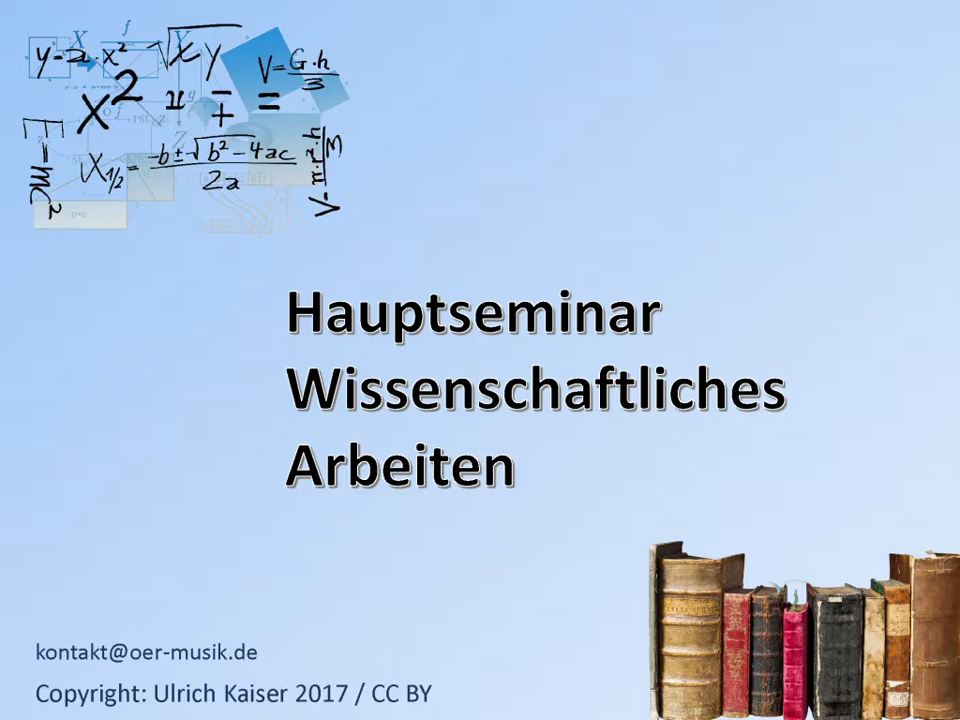 y = a · x²
√x y
V = G·h/3
x² π ∓ =
E = mc²
x1/2 = -b ± √b² – 4ac / 2a
Hauptseminar
Wissenschaftliches
Arbeiten
kontakt@oer-musik.de
Copyright: Ulrich Kaiser 2017 / CC BY